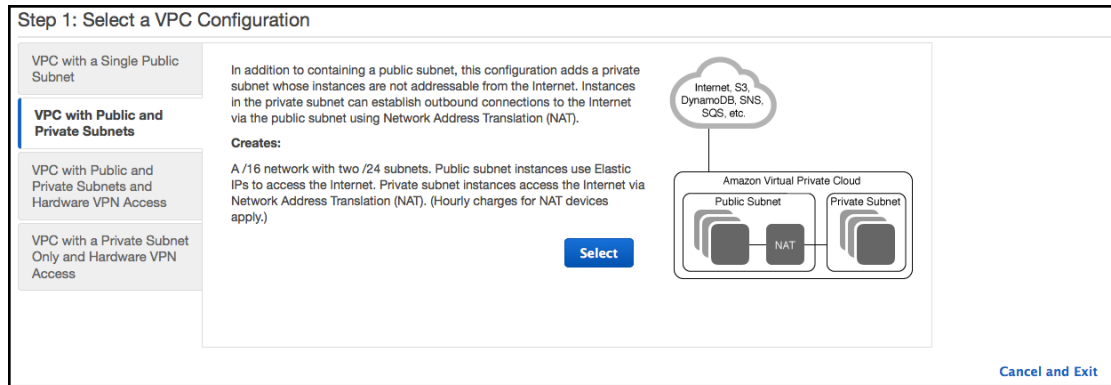 Step 1: Select a VPC Configuration
VPC with a Single Public
Subnet
VPC with Public and
Private Subnets
VPC with Public and
Private Subnets and
Hardware VPN Access
VPC with a Private Subnet
Only and Hardware VPN
Access
In addition to containing a public subnet, this configuration adds a private
subnet whose instances are not addressable from the Internet. Instances
in the private subnet can establish outbound connections to the Internet
via the public subnet using Network Address Translation (NAT).
Creates:
A /16 network with two /24 subnets. Public subnet instances use Elastic
IPs to access the Internet. Private subnet instances access the Internet via
Network Address Translation (NAT). (Hourly charges for NAT devices
apply.)
Select
Internet, S3,
DynamoDB, SNS,
SQS, etc.
Amazon Virtual Private Cloud
Public Subnet
Private Subnet
NAT
Cancel and Exit